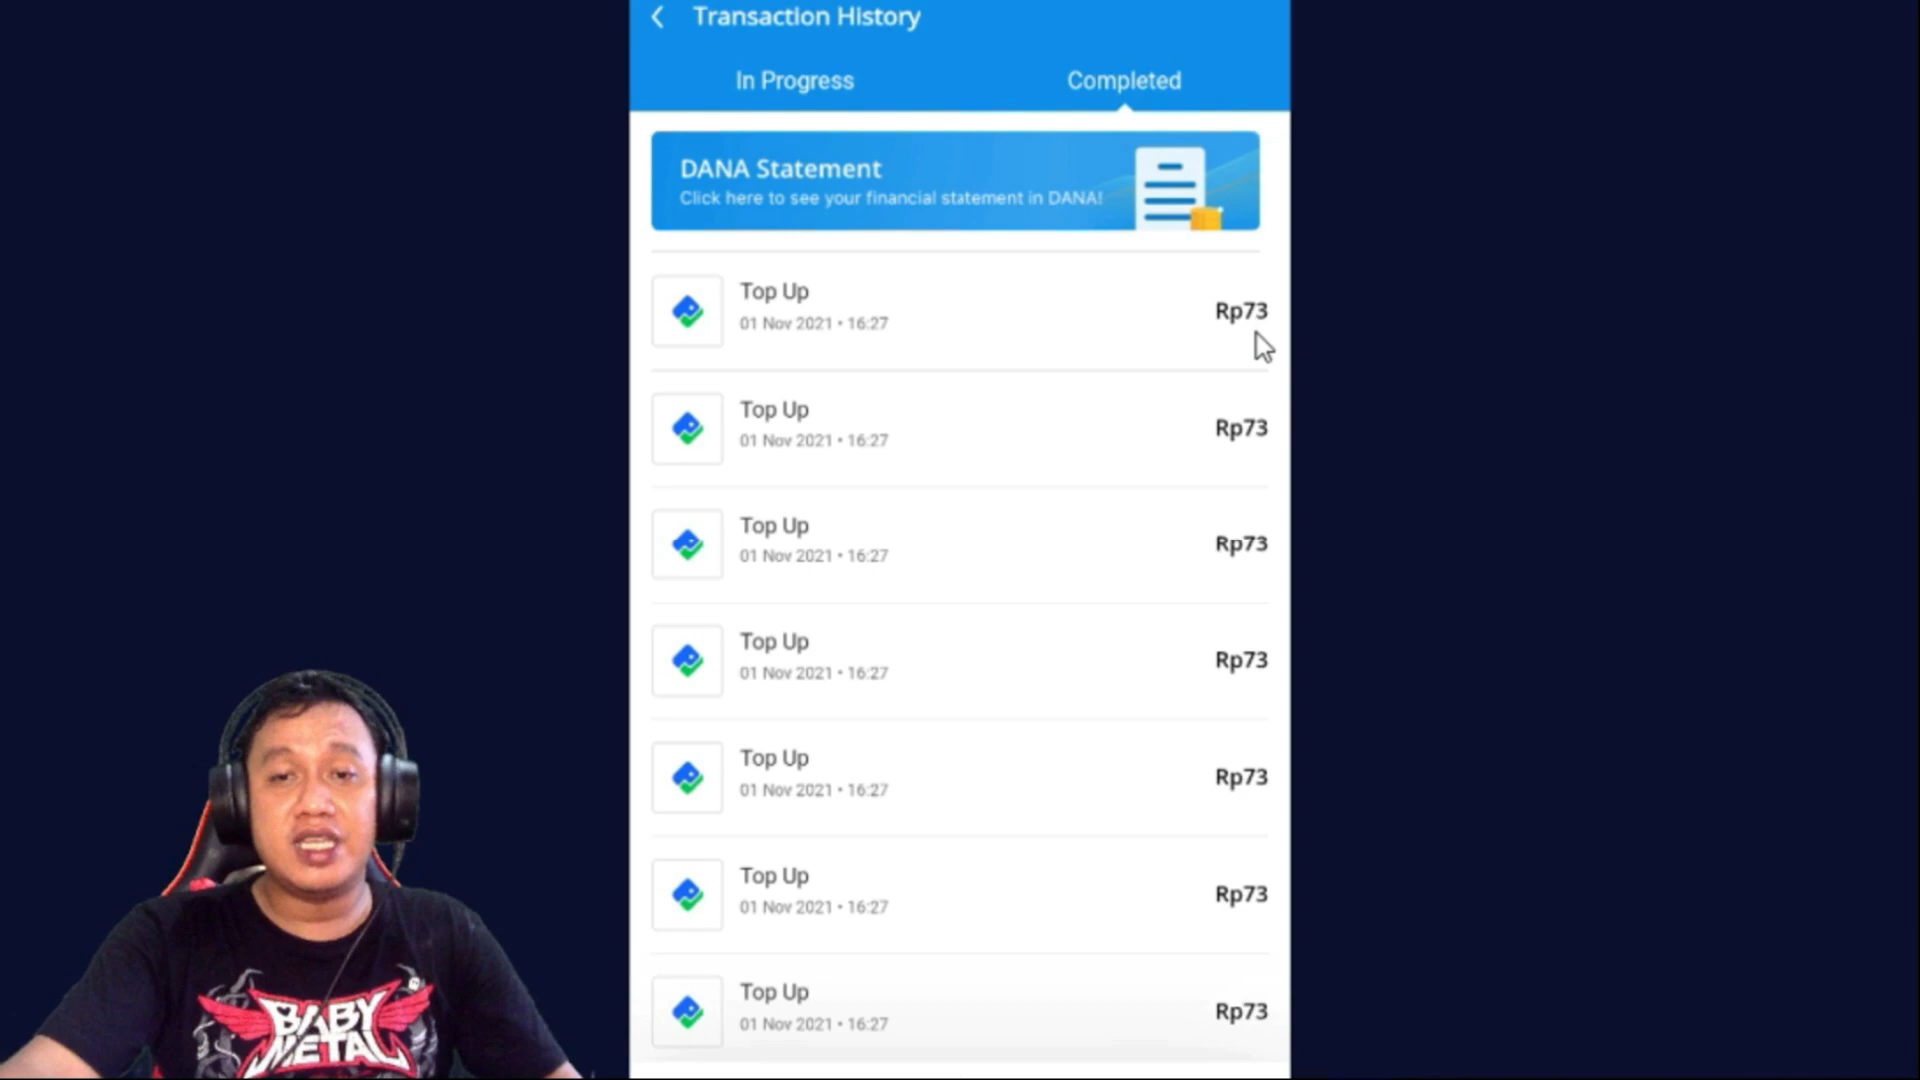 Transaction History
In Progress
Completed
DANA Statement
Click here to see your financial statement in DANA!
Top Up
01 Nov 2021 • 16:27
Rp73
Top Up
01 Nov 2021 • 16:27
Rp73
Top Up
01 Nov 2021 • 16:27
Rp73
Top Up
01 Nov 2021 • 16:27
Rp73
Top Up
01 Nov 2021 • 16:27
Rp73
Top Up
01 Nov 2021 • 16:27
Rp73
Top Up
01 Nov 2021 • 16:27
Rp73
BABY
METAL